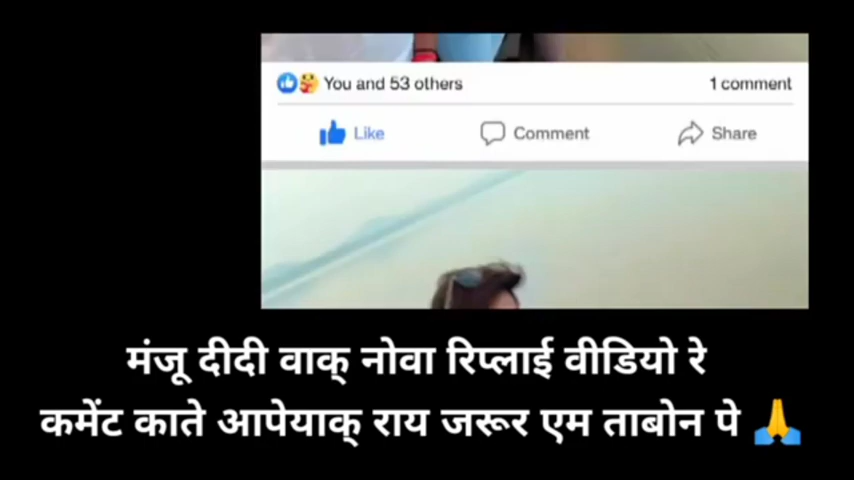 You and 53 others 1 comment
Like Comment Share
मंजू दीदी वाक् नोवा रिप्लाई वीडियो रे
कमेंट काते आपेयाक् राय जरूर एम ताबोन पे 🙏